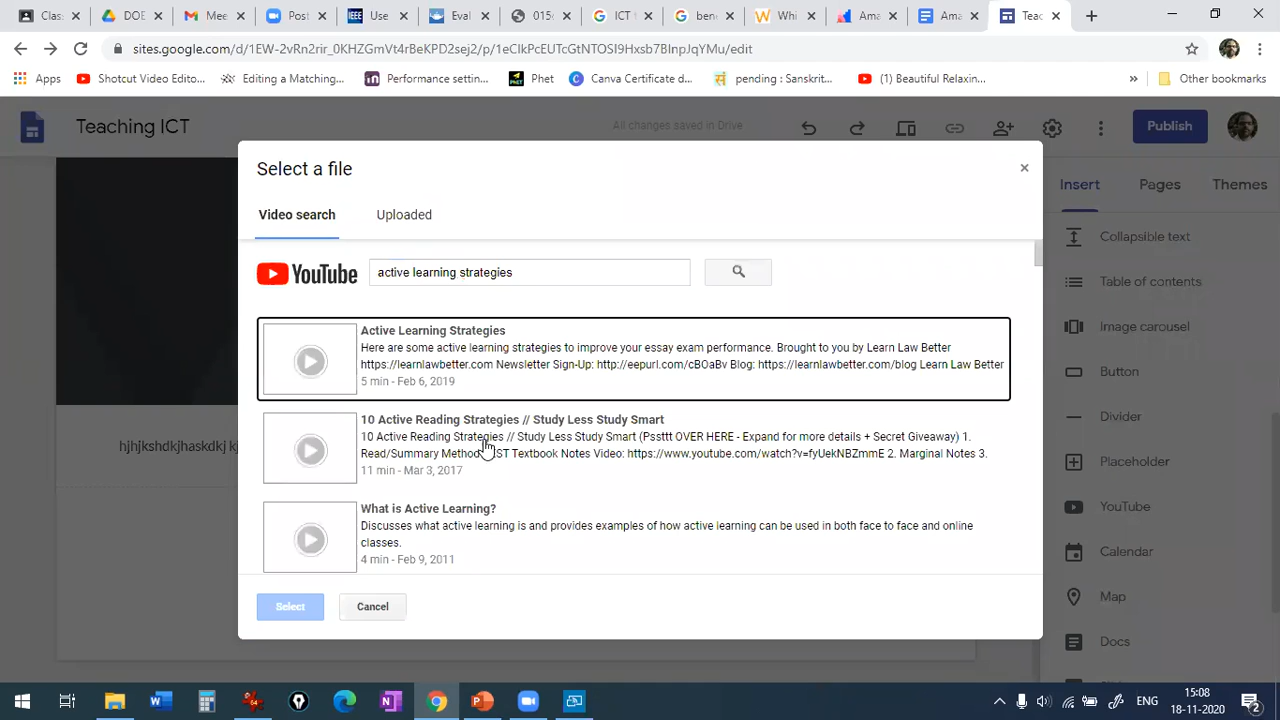 Clas
DO
Mee
Post
IEEE
Use
Eval
015
ICT
ben
Whi
Ama
Ama
Teac
sites.google.com/d/1EW-2vRn2rir_0KHZGmVt4rBeKPD2sej2/p/1eClkPcEUTcGtNTOSI9Hxsb7BlnpJqYMu/edit
Apps
Shotcut Video Edito...
Editing a Matching...
Performance settin...
Phet
Canva Certificate d...
pending : Sanskrit...
(1) Beautiful Relaxin...
»
Other bookmarks
Teaching ICT
All changes saved in Drive
Publish
Select a file
Video search
Uploaded
YouTube
active learning strategies
Active Learning Strategies
Here are some active learning strategies to improve your essay exam performance. Brought to you by Learn Law Better
https://learnlawbetter.com Newsletter Sign-Up: http://eepurl.com/cBOaBv Blog: https://learnlawbetter.com/blog Learn Law Better
5 min - Feb 6, 2019
10 Active Reading Strategies // Study Less Study Smart
10 Active Reading Strategies // Study Less Study Smart (Pssttt OVER HERE - Expand for more details + Secret Giveaway) 1.
Read/Summary Method IST Textbook Notes Video: https://www.youtube.com/watch?v=fyUekNBZmmE 2. Marginal Notes 3.
11 min - Mar 3, 2017
What is Active Learning?
Discusses what active learning is and provides examples of how active learning can be used in both face to face and online
classes.
4 min - Feb 9, 2011
Select
Cancel
hjhjkshdkjhaskdkj kj
Insert
Pages
Themes
Collapsible text
Table of contents
Image carousel
Button
Divider
Placeholder
YouTube
Calendar
Map
Docs
64
ENG
15:08
18-11-2020
2